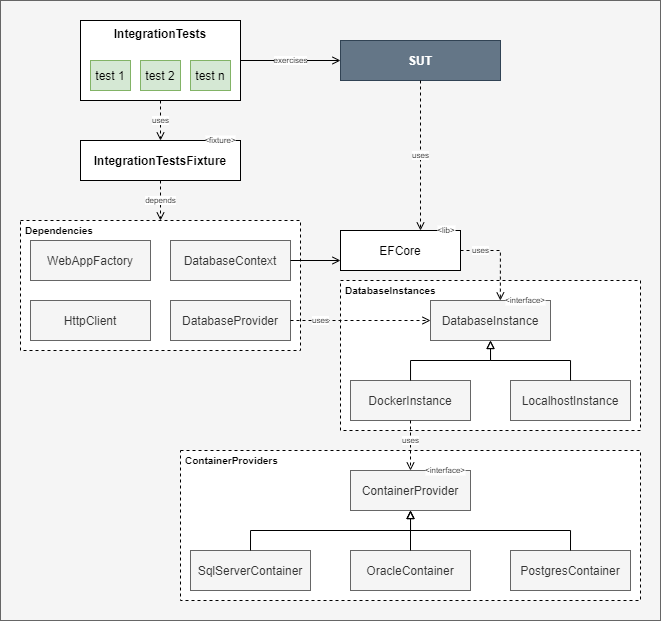 IntegrationTests
test 1
test 2
test n
exercises
SUT
uses
<fixture>
IntegrationTestsFixture
uses
depends
Dependencies
WebAppFactory
DatabaseContext
HttpClient
DatabaseProvider
<lib>
EFCore
uses
uses
DatabaseInstances
<interface>
DatabaseInstance
DockerInstance
LocalhostInstance
uses
ContainerProviders
<interface>
ContainerProvider
SqlServerContainer
OracleContainer
PostgresContainer